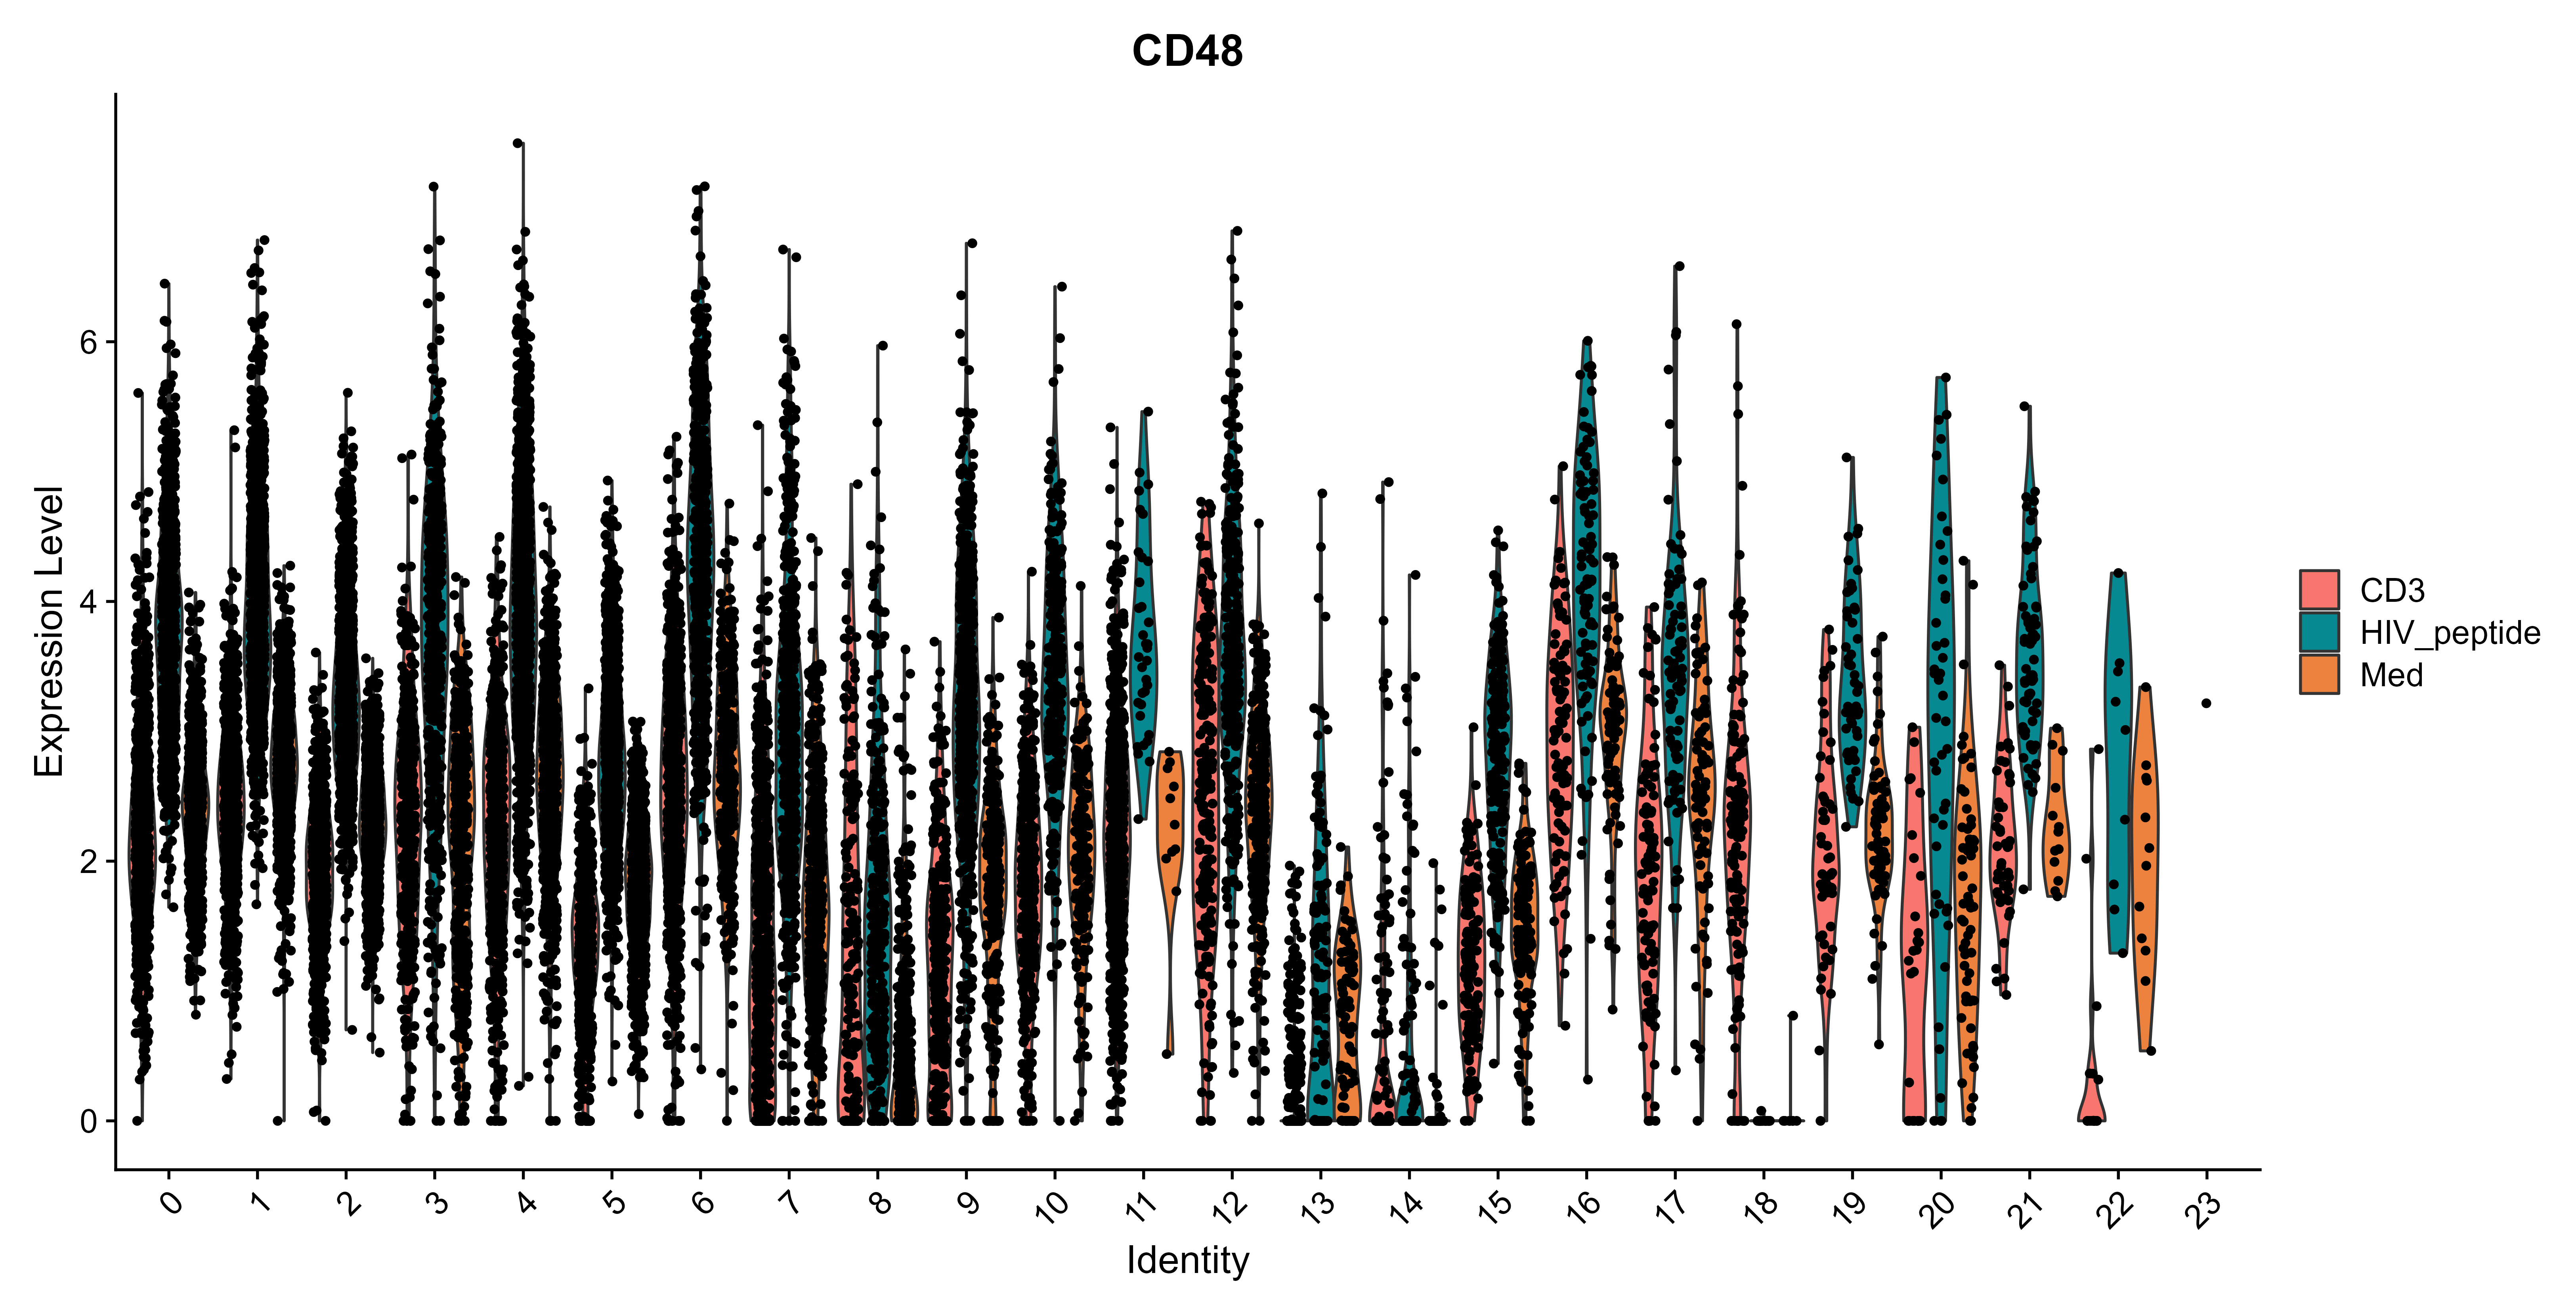 CD48
Expression Level
6
4
2
0
0 1 2 3 4 5 6 7 8 9 10 11 12 13 14 15 16 17 18 19 20 21 22 23
Identity
CD3
HIV_peptide
Med